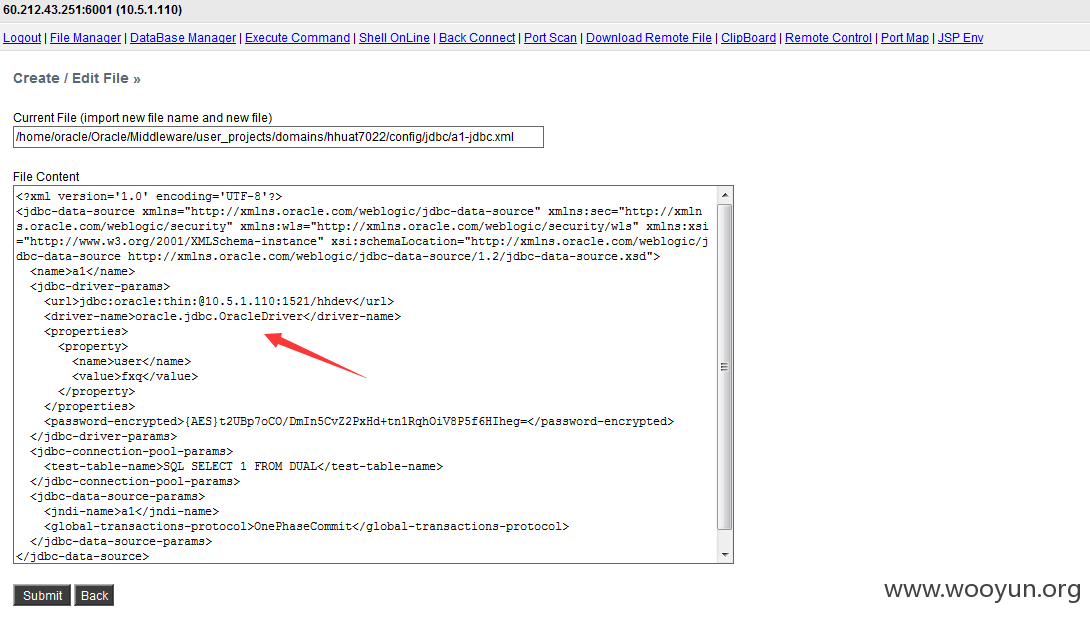 60.212.43.251:6001 (10.5.1.110)
Logout | File Manager | DataBase Manager | Execute Command | Shell OnLine | Back Connect | Port Scan | Download Remote File | ClipBoard | Remote Control | Port Map | JSP Env
Create / Edit File »
Current File (import new file name and new file)
/home/oracle/Oracle/Middleware/user_projects/domains/hhuat7022/config/jdbc/a1-jdbc.xml
File Content
<?xml version='1.0' encoding='UTF-8'?>
<jdbc-data-source xmlns="http://xmlns.oracle.com/weblogic/jdbc-data-source" xmlns:sec="http://xmln
s.oracle.com/weblogic/security" xmlns:wls="http://xmlns.oracle.com/weblogic/security/wls" xmlns:xsi
="http://www.w3.org/2001/XMLSchema-instance" xsi:schemaLocation="http://xmlns.oracle.com/weblogic/j
dbc-data-source http://xmlns.oracle.com/weblogic/jdbc-data-source/1.2/jdbc-data-source.xsd">
<name>a1</name>
<jdbc-driver-params>
<url>jdbc:oracle:thin:@10.5.1.110:1521/hhdev</url>
<driver-name>oracle.jdbc.OracleDriver</driver-name>
<properties>
<property>
<name>user</name>
<value>fxq</value>
</property>
</properties>
<password-encrypted>{AES}t2UBp7oCO/DmIn5CvZ2PxHd+tn1RqhOiV8P5f6HIheg=</password-encrypted>
</jdbc-driver-params>
<jdbc-connection-pool-params>
<test-table-name>SQL SELECT 1 FROM DUAL</test-table-name>
</jdbc-connection-pool-params>
<jdbc-data-source-params>
<jndi-name>a1</jndi-name>
<global-transactions-protocol>OnePhaseCommit</global-transactions-protocol>
</jdbc-data-source-params>
</jdbc-data-source>
Submit Back
www.wooyun.org